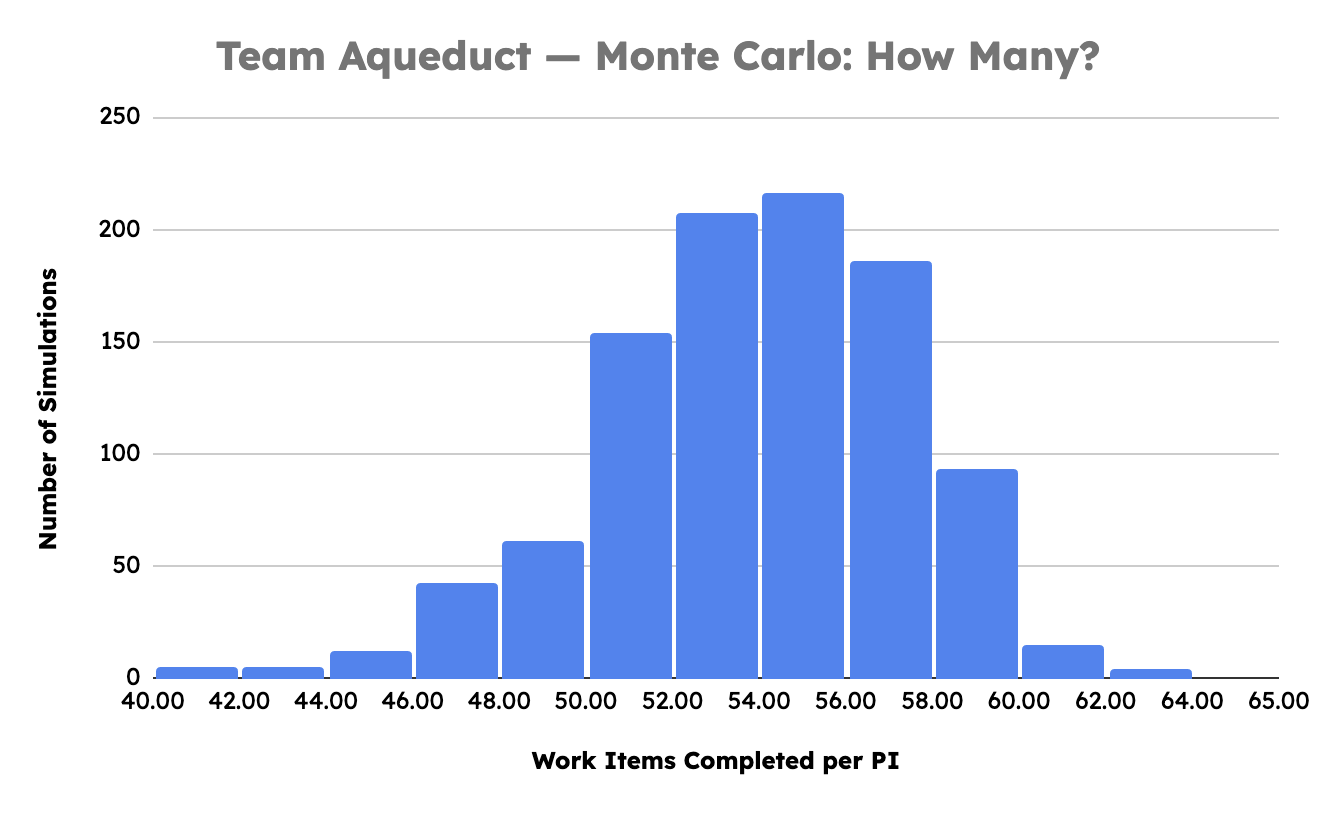 Team Aqueduct — Monte Carlo: How Many?
250
200
150
100
50
0
Number of Simulations
40.00 42.00 44.00 46.00 48.00 50.00 52.00 54.00 56.00 58.00 60.00 62.00 64.00 65.00
Work Items Completed per PI